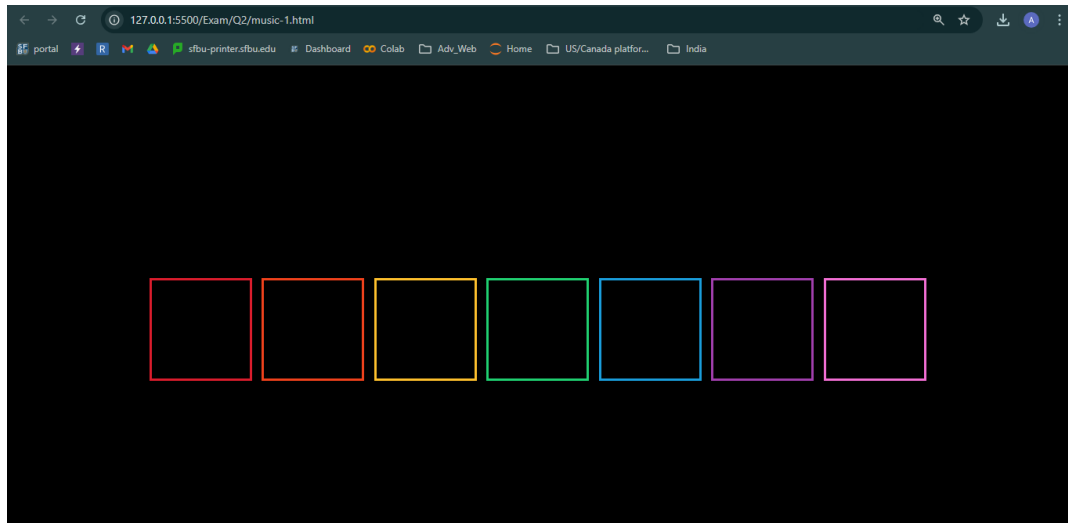 127.0.0.1:5500/Exam/Q2/music-1.html
A
SFBU portal R sfbu-printer.sfbu.edu Dashboard Colab Adv_Web Home US/Canada platfor... India